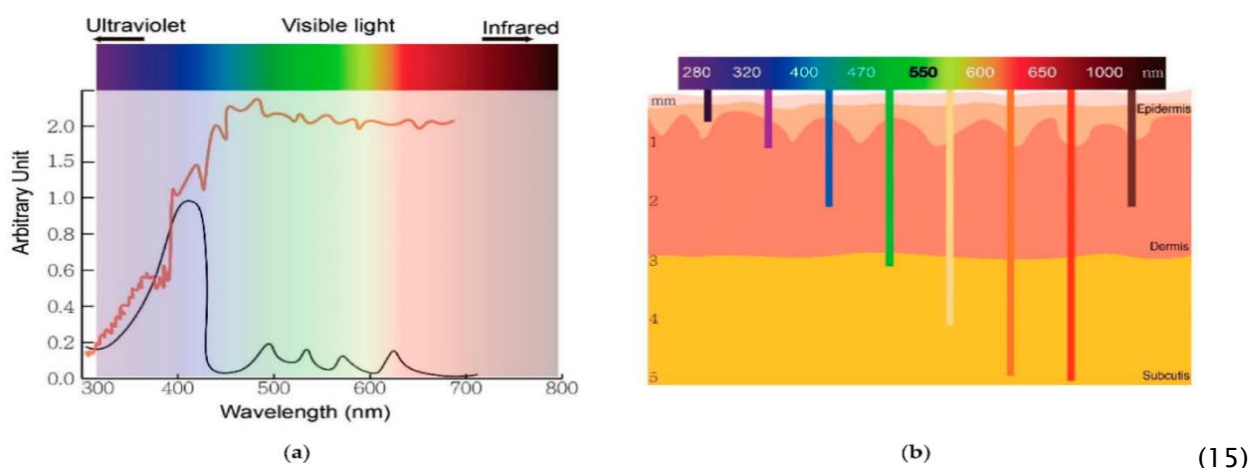 Ultraviolet Visible light Infrared
Arbitrary Unit
2.0
1.5
1.0
0.8
0.6
0.4
0.2
0.0
300 400 500 600 700 800
Wavelength (nm)
(a)
280 320 400 470 550 600 650 1000 nm
mm
Epidermis
1
2
Dermis
3
4
5
Subcutis
(b)
(15)